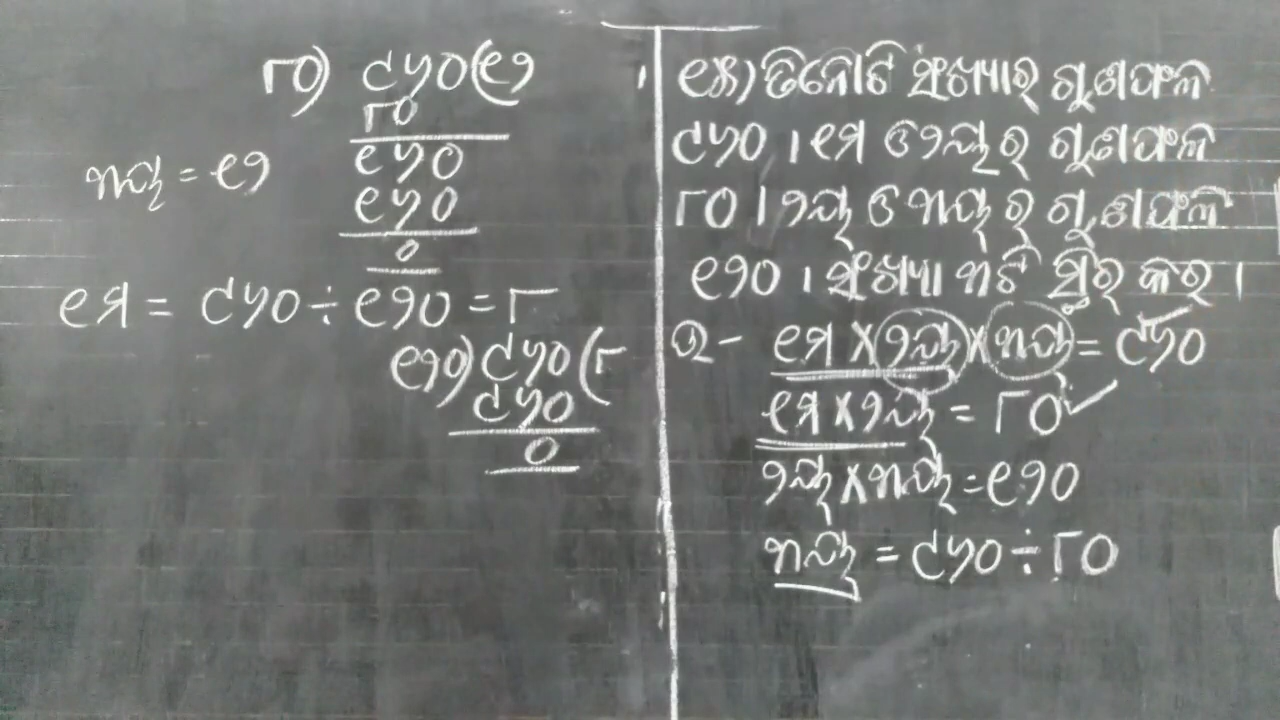 ୧୫) ତିନୋଟି ସଂଖ୍ୟାର ଗୁଣଫଳ
୯୬୦ । ୧ମ ଓ ୨ୟର ଗୁଣଫଳ
୮୦ । ୨ୟ ଓ ୩ୟ ର ଗୁଣଫଳ
୧୨୦ । ସଂଖ୍ୟା ୩ଟି ସ୍ଥିର କର ।
ଉ- ୧ମ × ୨ୟ × ୩ୟ = ୯୬୦
୧ମ × ୨ୟ = ୮୦
୨ୟ × ୩ୟ = ୧୨୦
୩ୟ = ୯୬୦ ÷ ୮୦
୮୦) ୯୬୦ (୧୨
୮୦
୧୬୦
୩ୟ = ୧୨
୧୬୦
୦
୧ମ = ୯୬୦ ÷ ୧୨୦ = ୮
୧୨୦) ୯୬୦ (୮
୯୬୦
୦